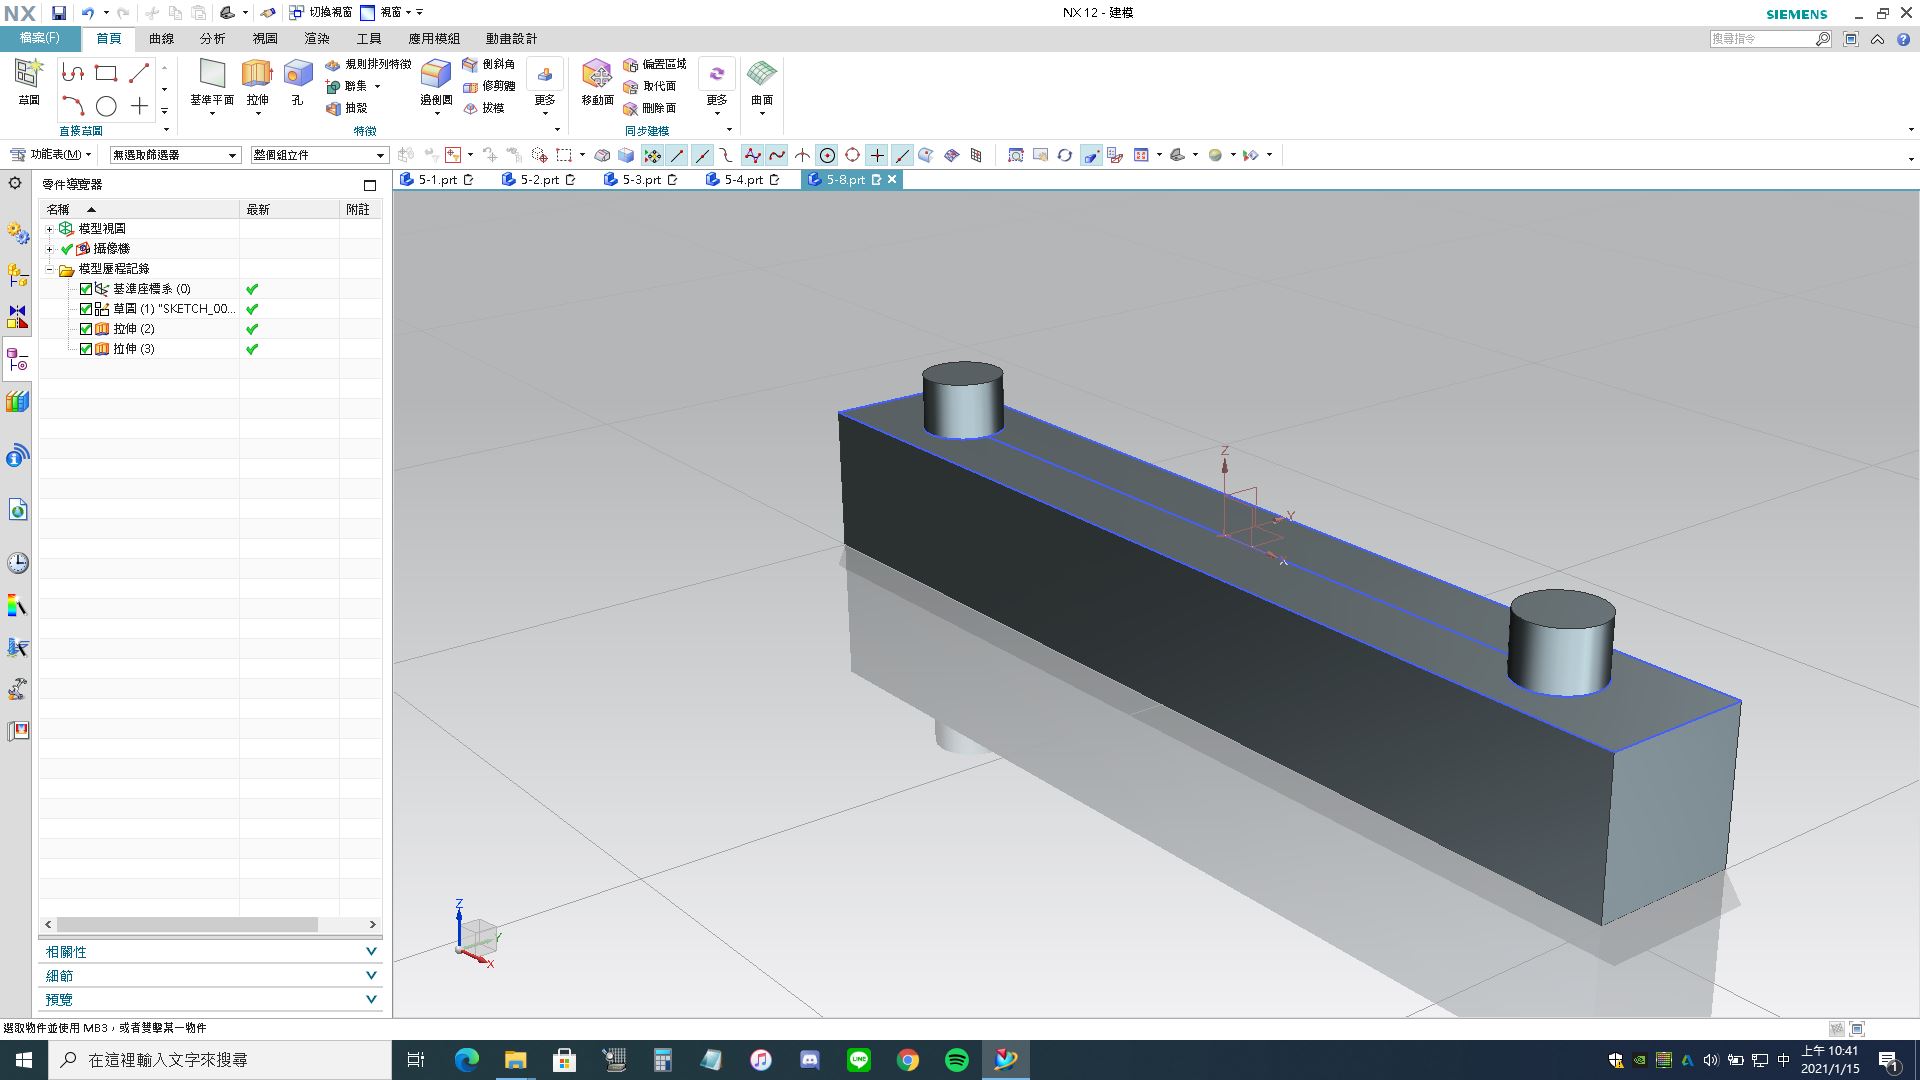 NX
切換視窗
視窗
NX 12 - 建模
SIEMENS
檔案(F)
首頁
曲線
分析
視圖
渲染
工具
應用模組
動畫設計
搜尋指令
草圖
基準平面
拉伸
孔
規則排列特徵
聯集
抽殼
邊倒圓
倒斜角
修剪體
拔模
更多
移動面
偏置區域
取代面
刪除面
更多
曲面
直接草圖
特徵
同步建模
功能表(M)
無選取篩選器
整個組立件
零件導覽器
5-1.prt
5-2.prt
5-3.prt
5-4.prt
5-8.prt
名稱
最新
附註
模型視圖
攝像機
模型歷程記錄
基準座標系 (0)
草圖 (1) "SKETCH_00...
拉伸 (2)
拉伸 (3)
Z
Y
X
Z
Y
X
相關性
細節
預覽
選取物件並使用 MB3，或者雙擊某一物件
在這裡輸入文字來搜尋
LINE
中
上午 10:41
2021/1/15
1